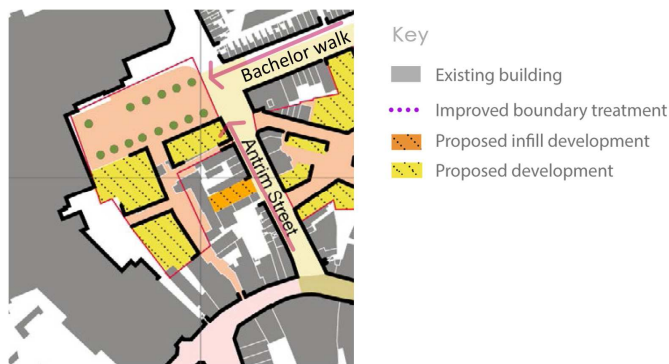 Bachelor walk
Antrim Street
Key
Existing building
Improved boundary treatment
Proposed infill development
Proposed development